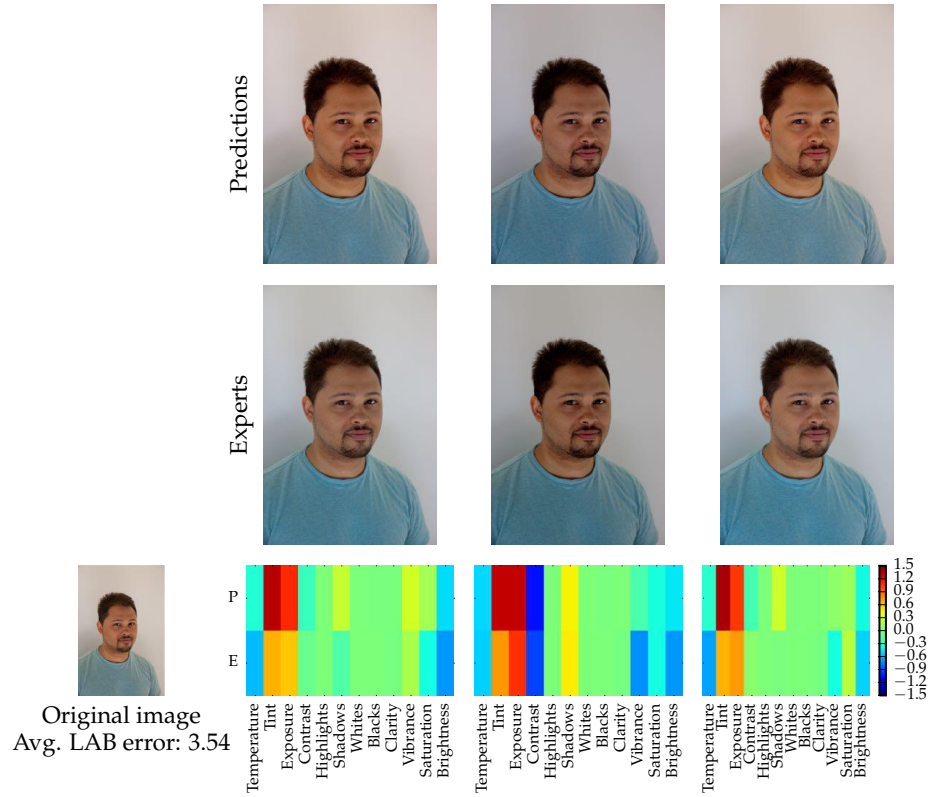 Predictions
Experts
P
E
1.5
1.5
0.9
0.6
0.3
0.0
−0.3
−0.6
−0.9
−1.2
−1.5
Original image
Avg. LAB error: 3.54
Temperature
Tint
Exposure
Contrast
Highlights
Shadows
Whites
Blacks
Clarity
Vibrance
Saturation
Brightness
Temperature
Tint
Exposure
Contrast
Highlights
Shadows
Whites
Blacks
Clarity
Vibrance
Saturation
Brightness
Temperature
Tint
Exposure
Contrast
Highlights
Shadows
Whites
Blacks
Clarity
Vibrance
Saturation
Brightness